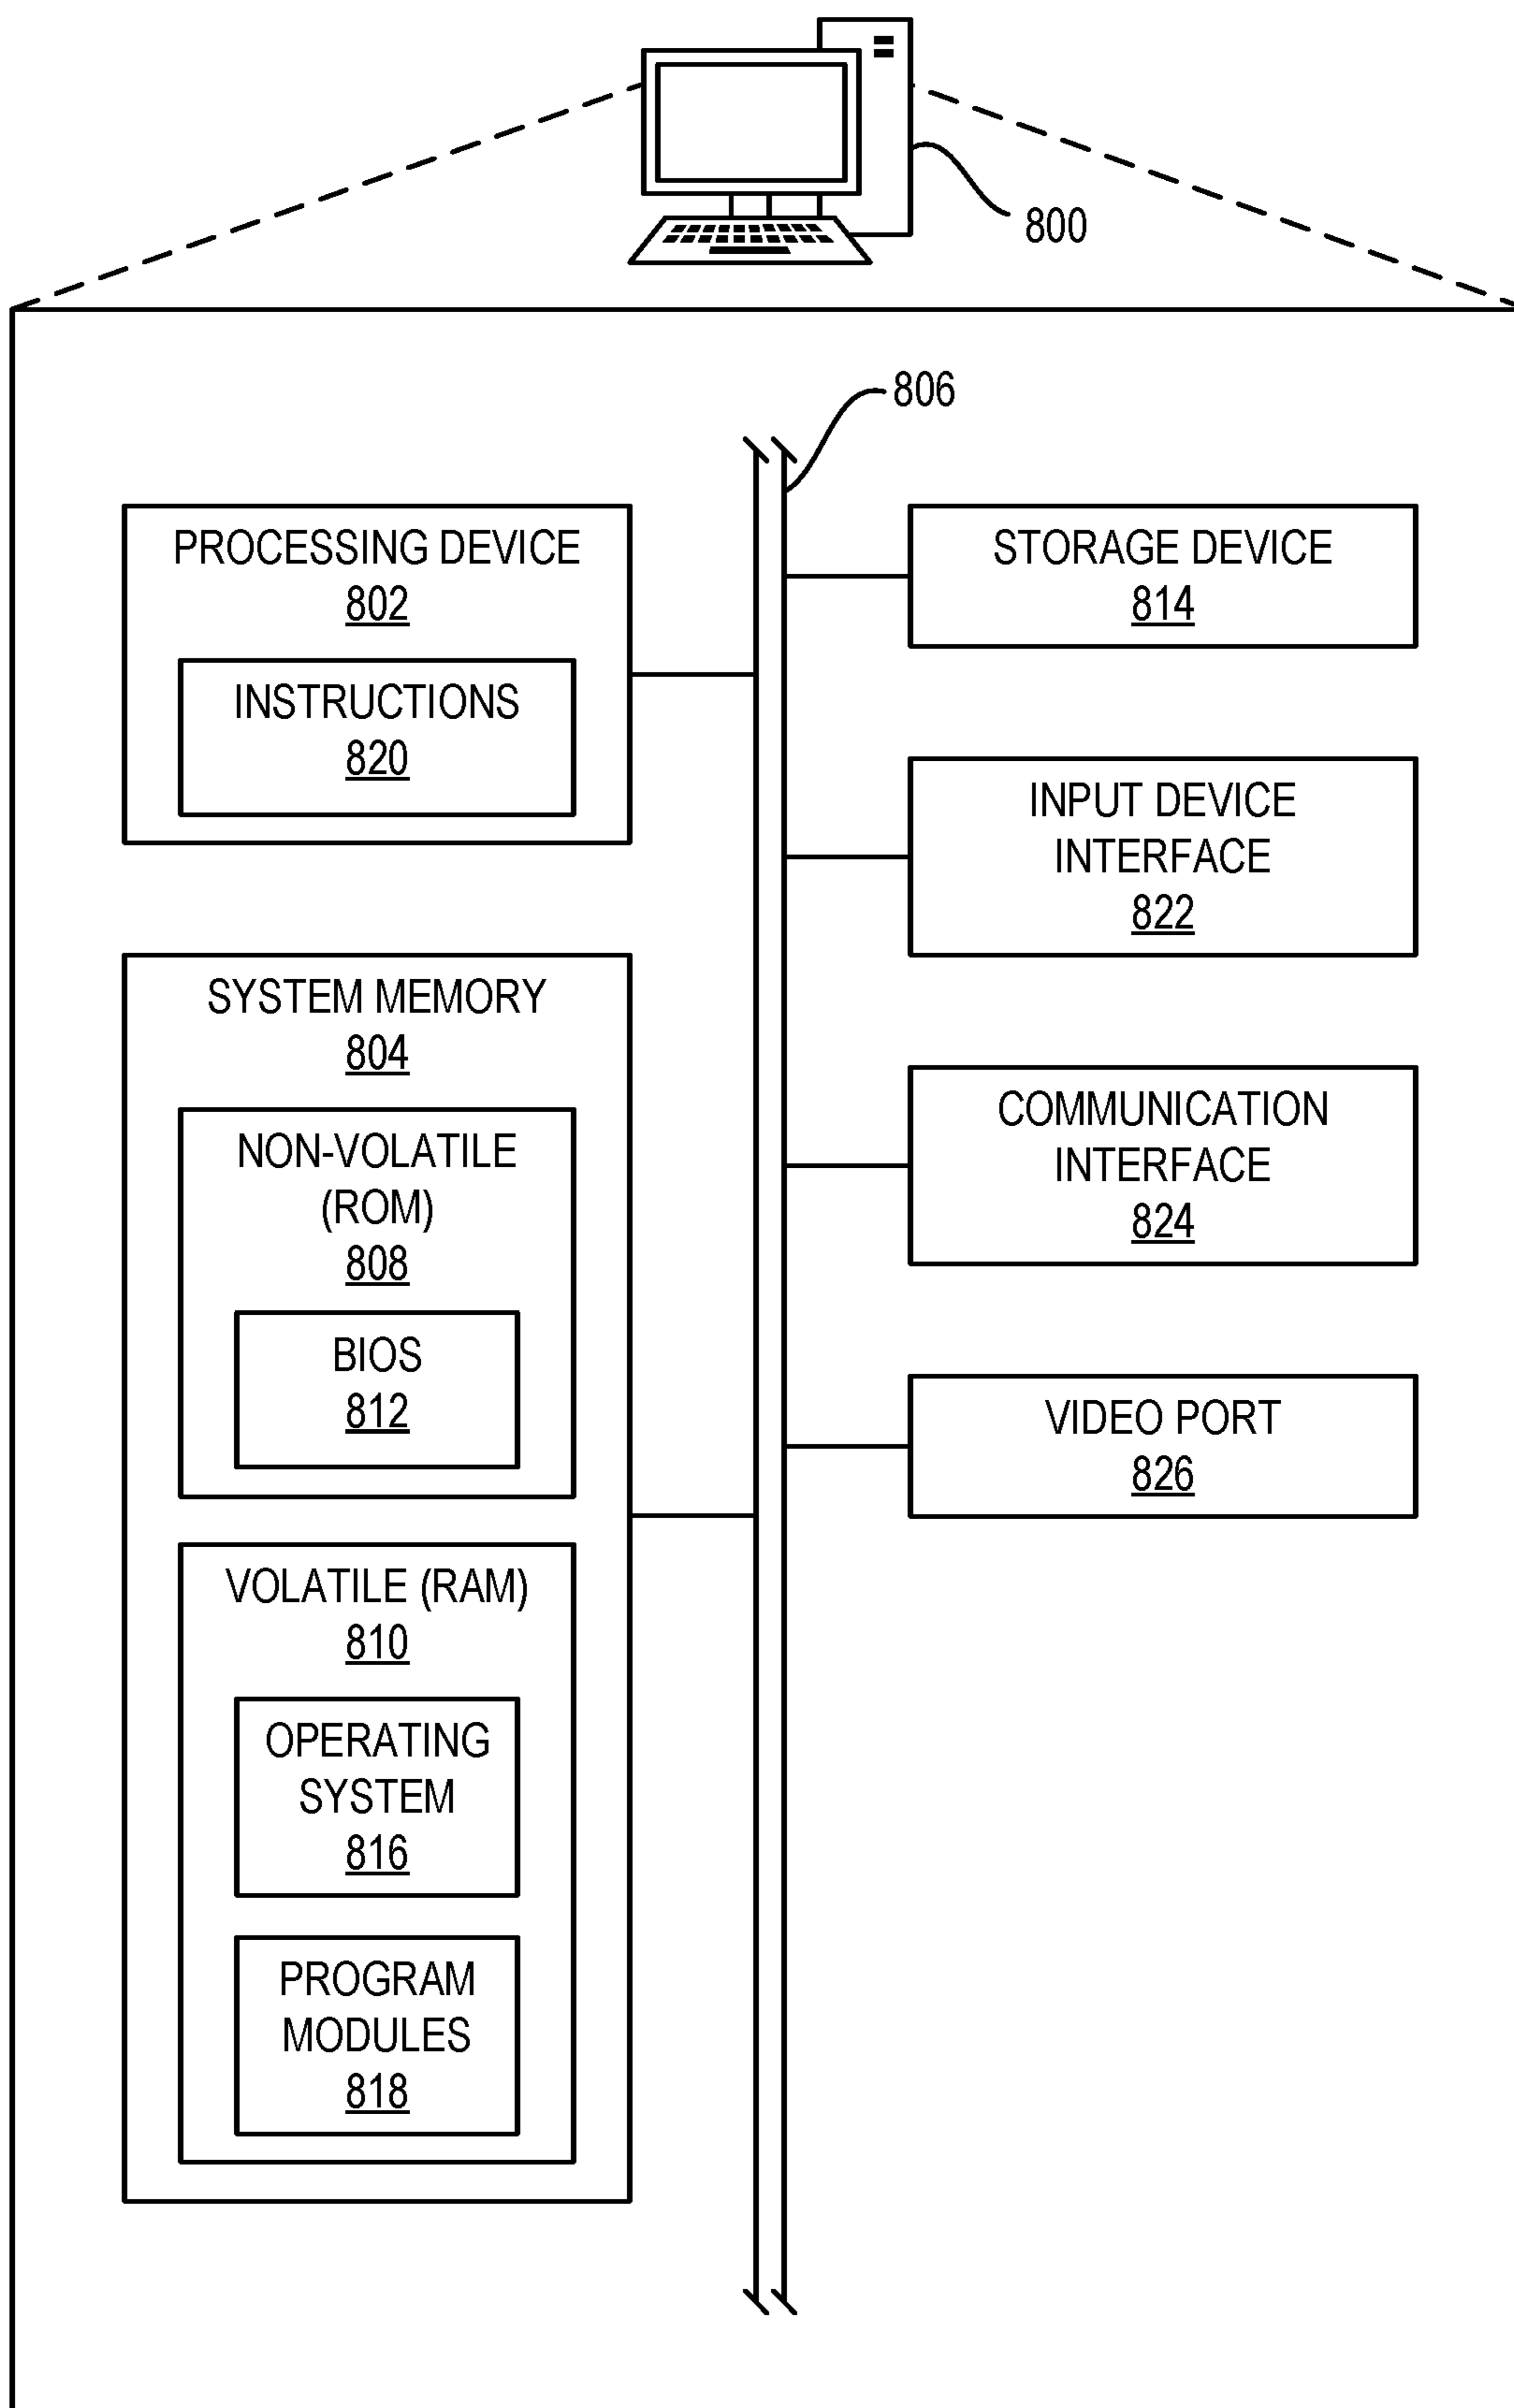 800
806
PROCESSING DEVICE
802
INSTRUCTIONS
820
SYSTEM MEMORY
804
NON-VOLATILE
(ROM)
808
BIOS
812
VOLATILE (RAM)
810
OPERATING
SYSTEM
816
PROGRAM
MODULES
818
STORAGE DEVICE
814
INPUT DEVICE
INTERFACE
822
COMMUNICATION
INTERFACE
824
VIDEO PORT
826